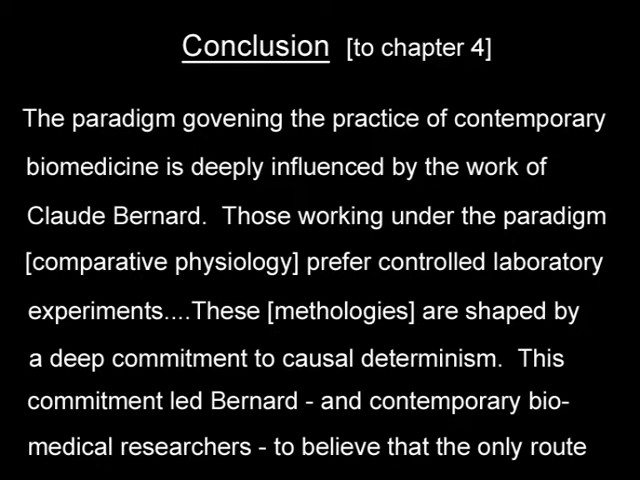 Conclusion [to chapter 4]
The paradigm govening the practice of contemporary
biomedicine is deeply influenced by the work of
Claude Bernard. Those working under the paradigm
[comparative physiology] prefer controlled laboratory
experiments....These [methologies] are shaped by
a deep commitment to causal determinism. This
commitment led Bernard - and contemporary bio-
medical researchers - to believe that the only route